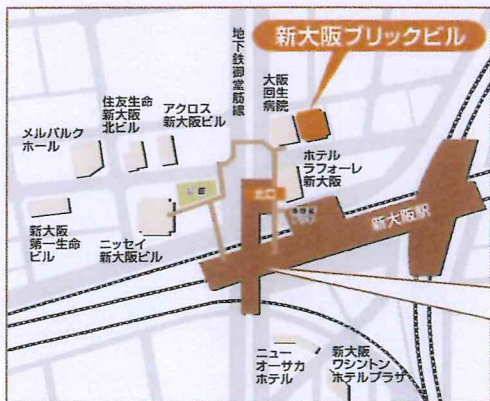 新大阪ブリックビル
地下鉄御堂筋線
大阪
回生
病院
住友生命
新大阪
北ビル
アクロス
新大阪ビル
メルパルク
ホール
ホテル
ラフォーレ
新大阪
北口
新大阪駅
新大阪
第一生命
ビル
ニッセイ
新大阪ビル
ニュー
オーサカ
ホテル
新大阪
ワシントン
ホテルプラザ